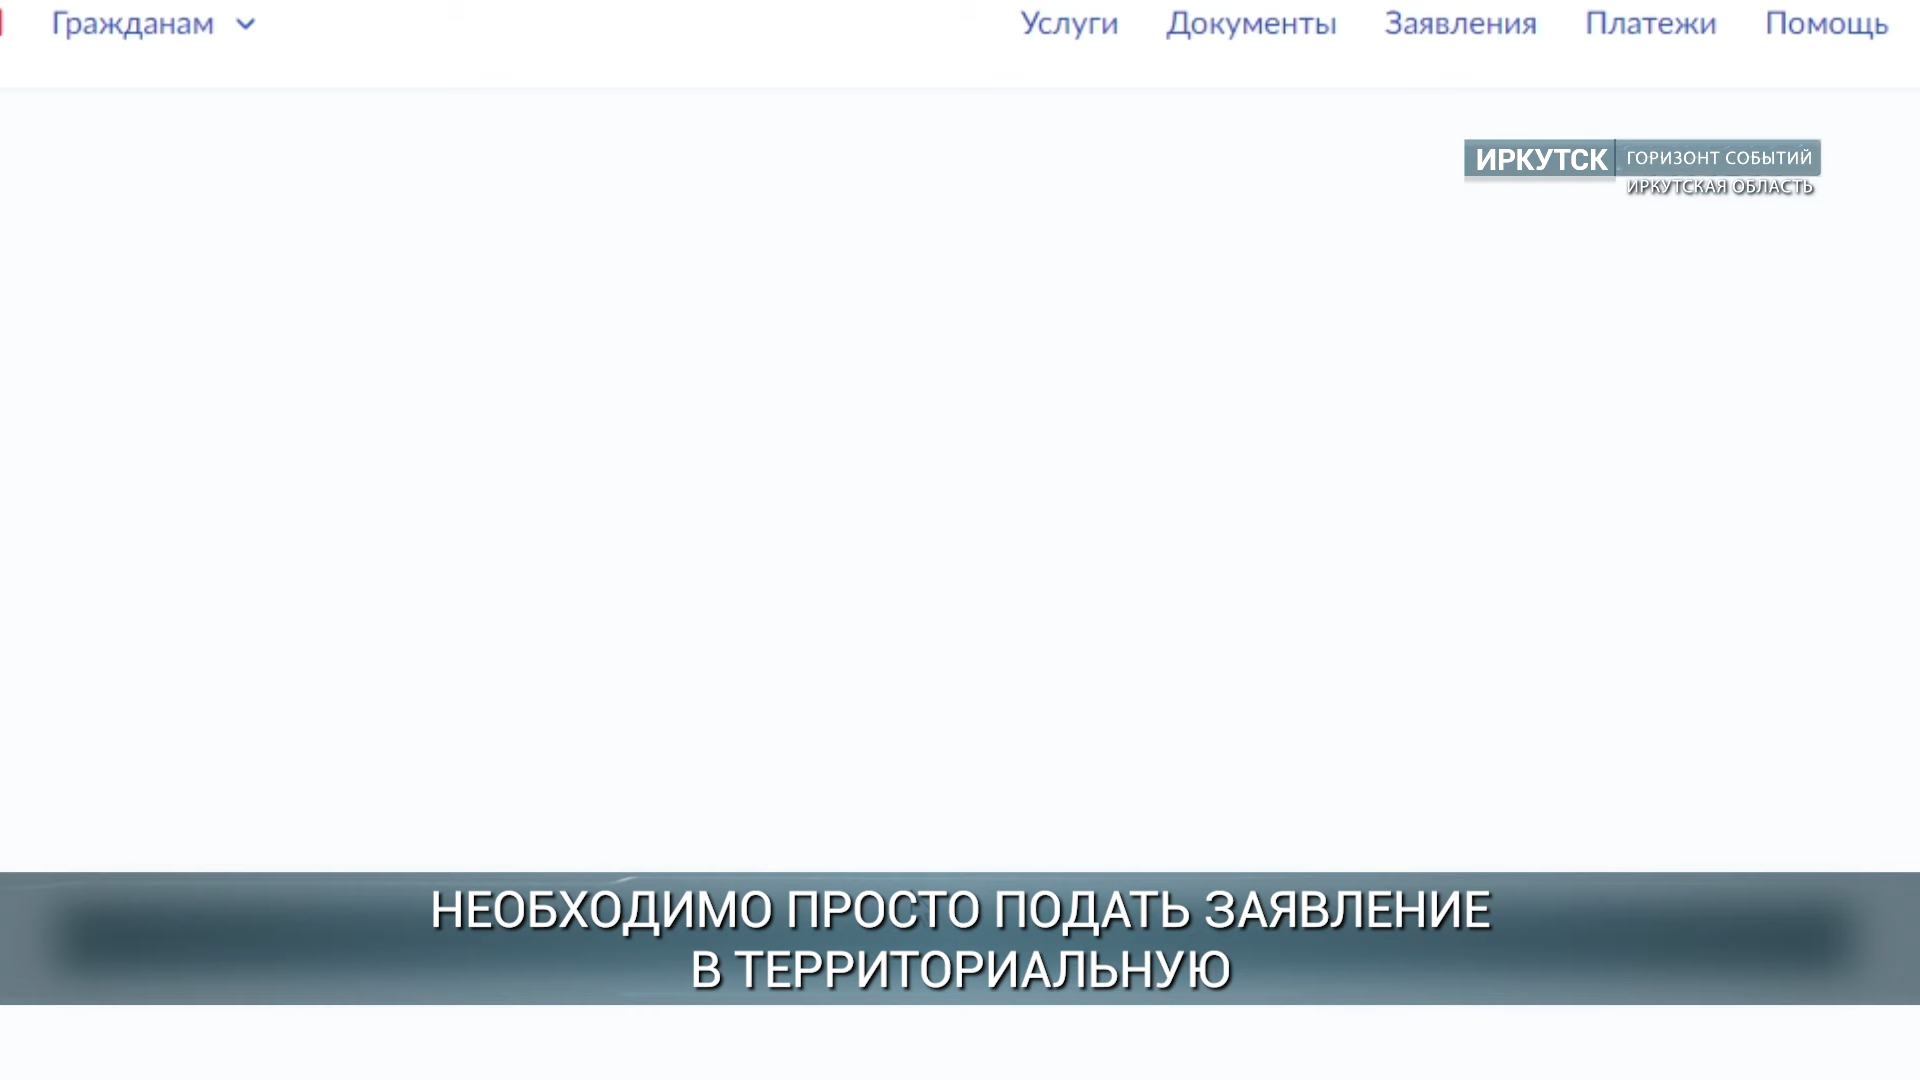 Гражданам
Услуги Документы Заявления Платежи Помощь
ИРКУТСК ГОРИЗОНТ СОБЫТИЙ
ИРКУТСКАЯ ОБЛАСТЬ
НЕОБХОДИМО ПРОСТО ПОДАТЬ ЗАЯВЛЕНИЕ
В ТЕРРИТОРИАЛЬНУЮ